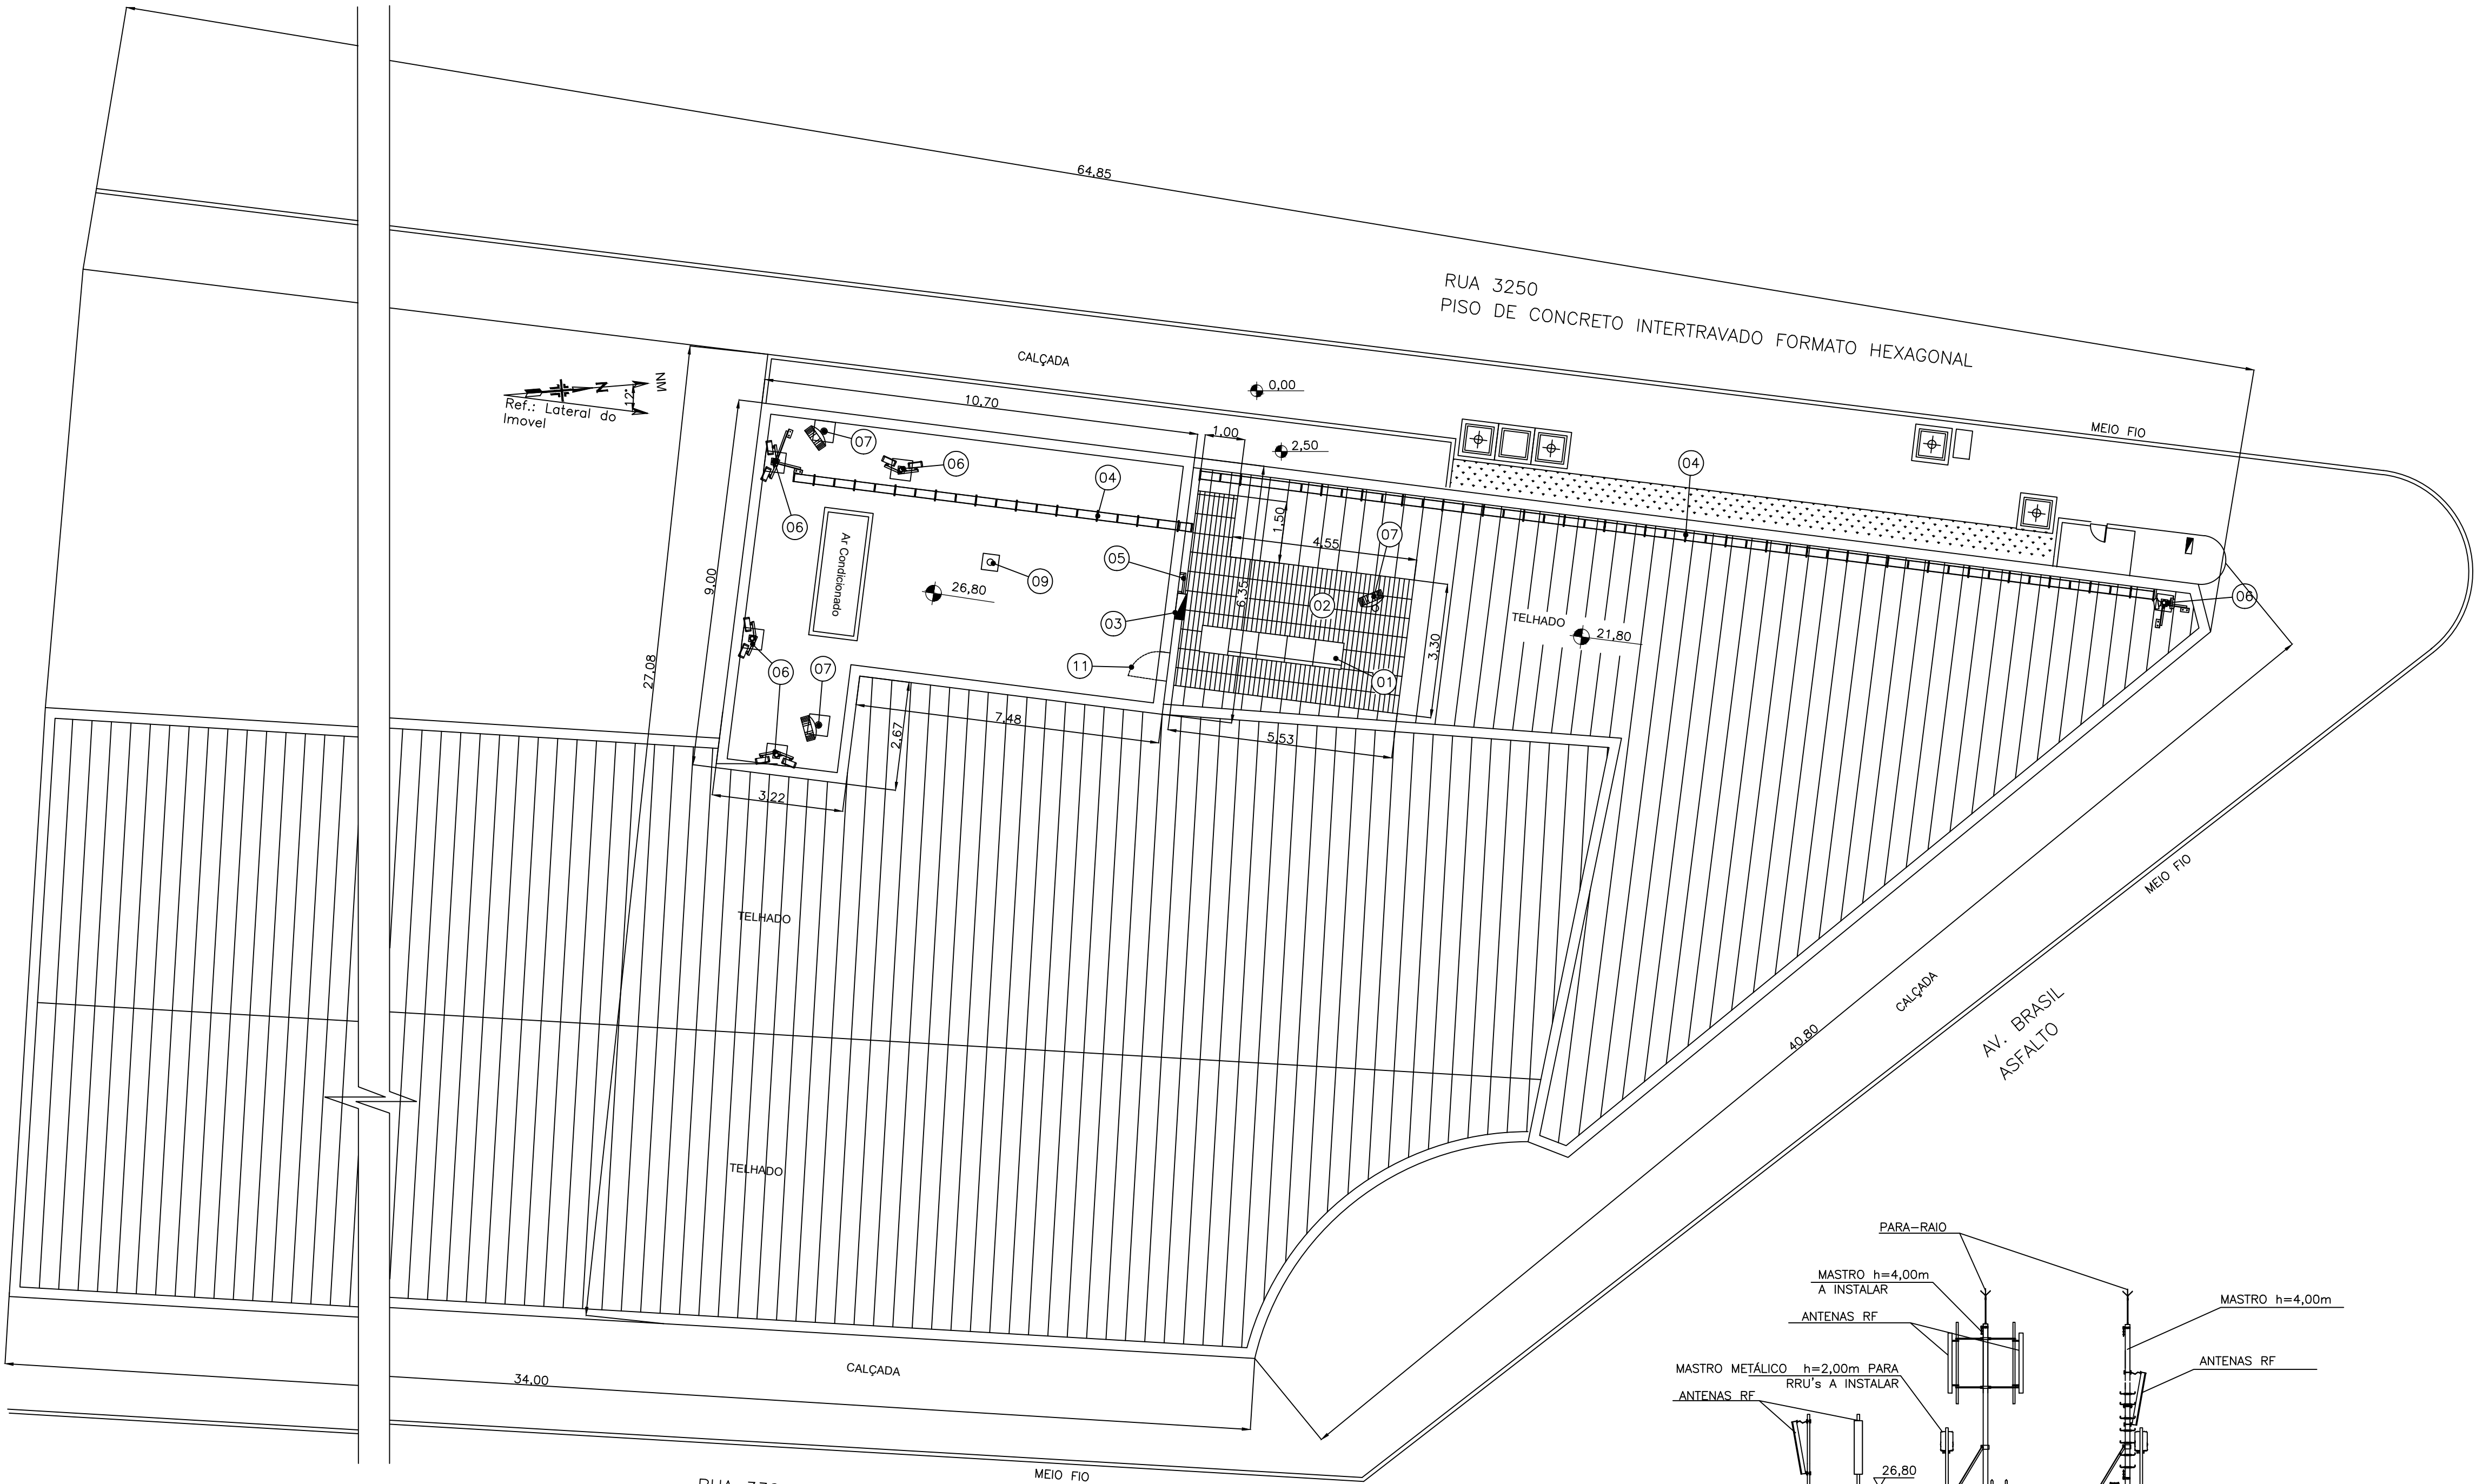 64,85
RUA 3250
PISO DE CONCRETO INTERTRAVADO FORMATO HEXAGONAL
CALÇADA
MEIO FIO
N
NM
12°
Ref.: Lateral do
Imovel
0,00
2,50
10,70
1,00
07
06
04
04
06
1,50
4,55
07
05
09
26,80
9,00
Ar Condicionado
6,35
02
03
TELHADO
21,80
06
3,30
27,08
11
01
06
07
7,48
2,67
5,53
3,22
TELHADO
TELHADO
MEIO FIO
CALÇADA
AV. BRASIL
ASFALTO
40,80
PARA-RAIO
MASTRO h=4,00m
A INSTALAR
MASTRO h=4,00m
ANTENAS RF
ANTENAS RF
MASTRO METÁLICO h=2,00m PARA
RRU's A INSTALAR
ANTENAS RF
26,80
CALÇADA
34,00
MEIO FIO
RUA